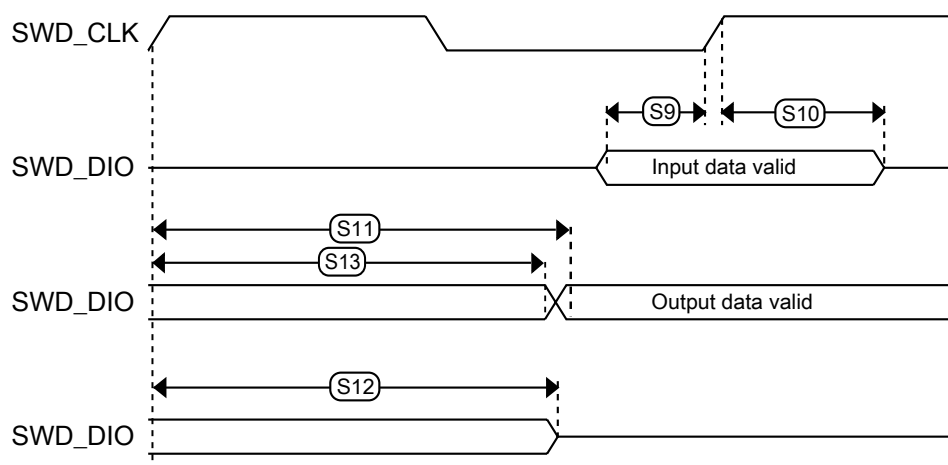 SWD_CLK
S9
S10
SWD_DIO
Input data valid
S11
S13
SWD_DIO
Output data valid
S12
SWD_DIO